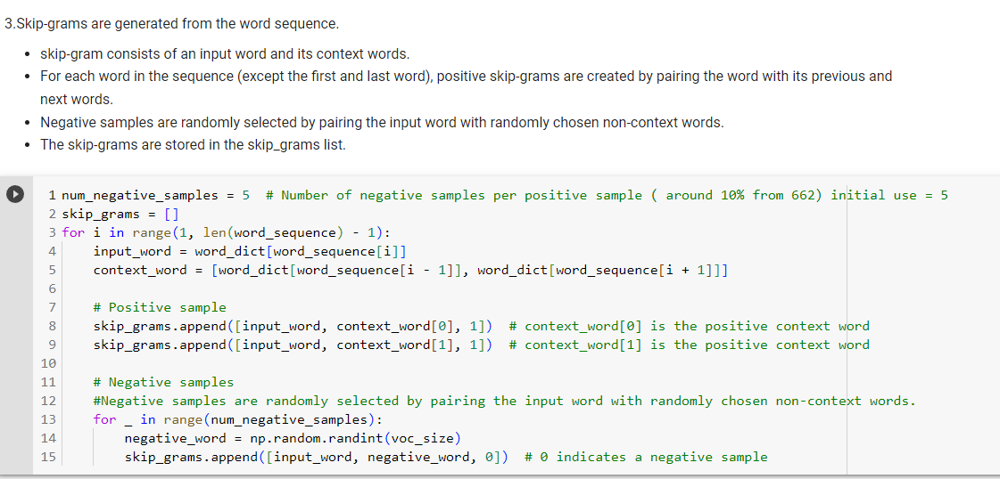 3.Skip-grams are generated from the word sequence.
• skip-gram consists of an input word and its context words.
• For each word in the sequence (except the first and last word), positive skip-grams are created by pairing the word with its previous and
next words.
• Negative samples are randomly selected by pairing the input word with randomly chosen non-context words.
• The skip-grams are stored in the skip_grams list.
1 num_negative_samples = 5  # Number of negative samples per positive sample ( around 10% from 662) initial use = 5
2 skip_grams = []
3 for i in range(1, len(word_sequence) - 1):
4     input_word = word_dict[word_sequence[i]]
5     context_word = [word_dict[word_sequence[i - 1]], word_dict[word_sequence[i + 1]]]
6
7     # Positive sample
8     skip_grams.append([input_word, context_word[0], 1])  # context_word[0] is the positive context word
9     skip_grams.append([input_word, context_word[1], 1])  # context_word[1] is the positive context word
10
11     # Negative samples
12     #Negative samples are randomly selected by pairing the input word with randomly chosen non-context words.
13     for _ in range(num_negative_samples):
14         negative_word = np.random.randint(voc_size)
15         skip_grams.append([input_word, negative_word, 0])  # 0 indicates a negative sample